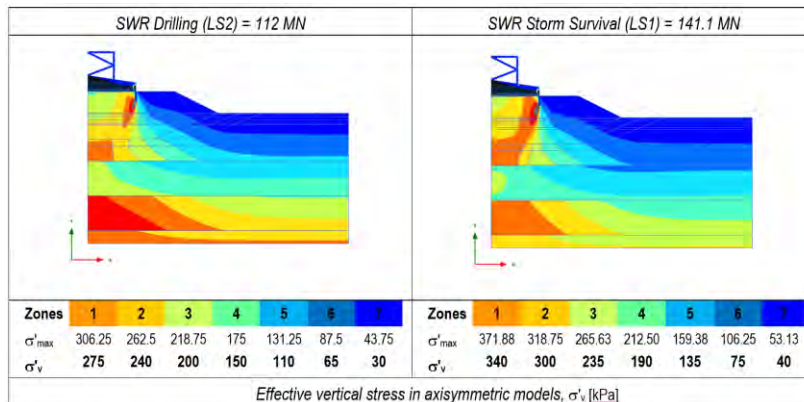 SWR Drilling (LS2) = 112 MN
SWR Storm Survival (LS1) = 141.1 MN
Zones 1 2 3 4 5 6 7
σ'max 306.25 262.5 218.75 175 131.25 87.5 43.75
σ'v 275 240 200 150 110 65 30
Zones 1 2 3 4 5 6 7
σ'max 371.88 318.75 265.63 212.50 159.38 106.25 53.13
σ'v 340 300 235 190 135 75 40
Effective vertical stress in axisymmetric models, σ'v [kPa]